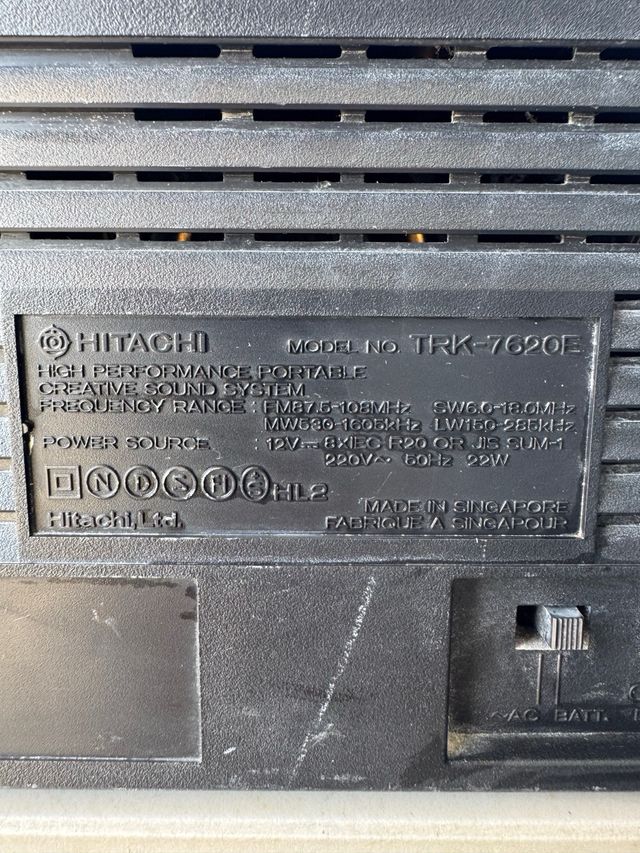 HITACHI MODEL NO. TRK-7620E
HIGH PERFORMANCE PORTABLE
CREATIVE SOUND SYSTEM
FREQUENCY RANGE : FM87.5-108MHz SW6.0-18.0MHz
MW530-1605kHz LW150-285kHz
POWER SOURCE : 12V⎓ 8×IEC R20 OR JIS SUM-1
220V~ 50Hz 22W
N D S FI HL2
MADE IN SINGAPORE
Hitachi, Ltd. FABRIQUÉ A SINGAPOUR
~AC BATT.